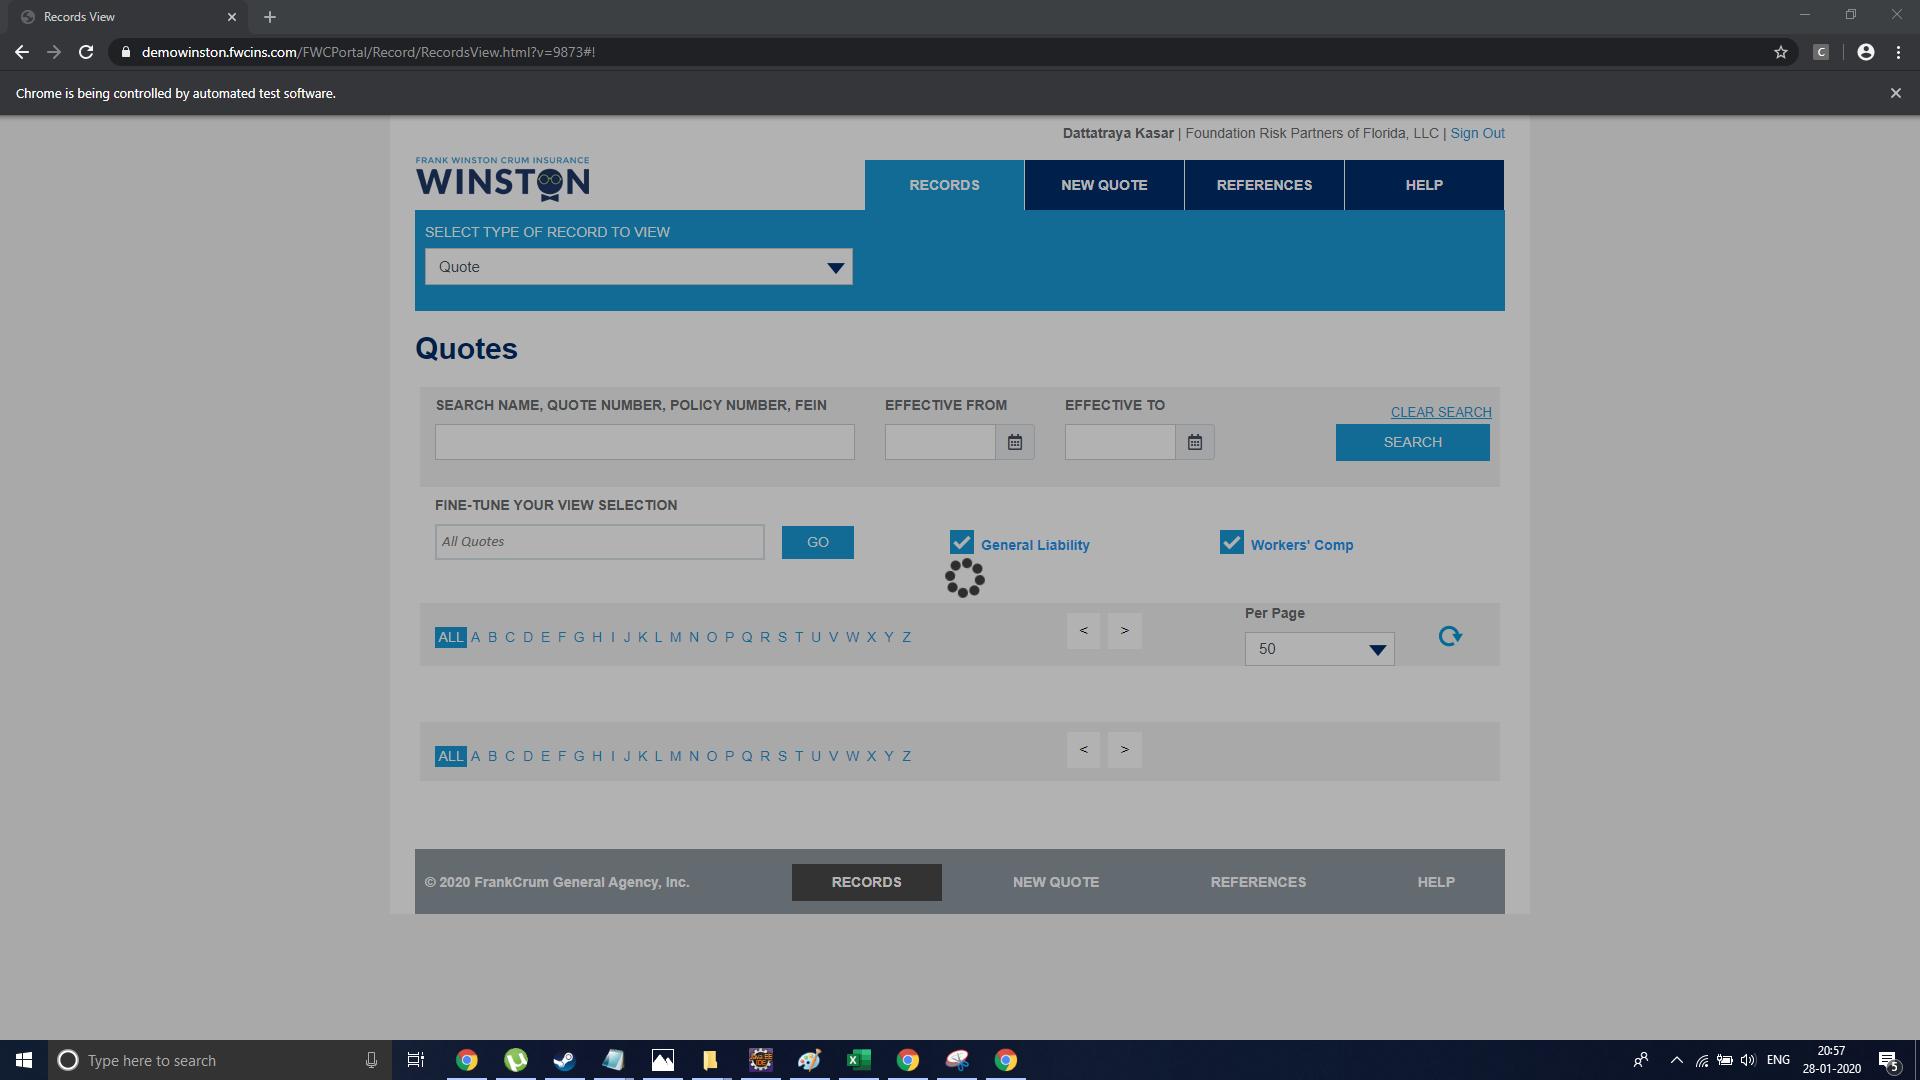 Records View
demowinston.fwcins.com/FWCPortal/Record/RecordsView.html?v=9873#!
C
Chrome is being controlled by automated test software.
Dattatraya Kasar | Foundation Risk Partners of Florida, LLC | Sign Out
FRANK WINSTON CRUM INSURANCE
WINSTON
RECORDS NEW QUOTE REFERENCES HELP
SELECT TYPE OF RECORD TO VIEW
Quote
Quotes
SEARCH NAME, QUOTE NUMBER, POLICY NUMBER, FEIN EFFECTIVE FROM EFFECTIVE TO
CLEAR SEARCH
SEARCH
FINE-TUNE YOUR VIEW SELECTION
All Quotes GO General Liability Workers' Comp
Per Page
ALL A B C D E F G H I J K L M N O P Q R S T U V W X Y Z < >
50
ALL A B C D E F G H I J K L M N O P Q R S T U V W X Y Z < >
© 2020 FrankCrum General Agency, Inc. RECORDS NEW QUOTE REFERENCES HELP
Type here to search
ENG
20:57
28-01-2020
5